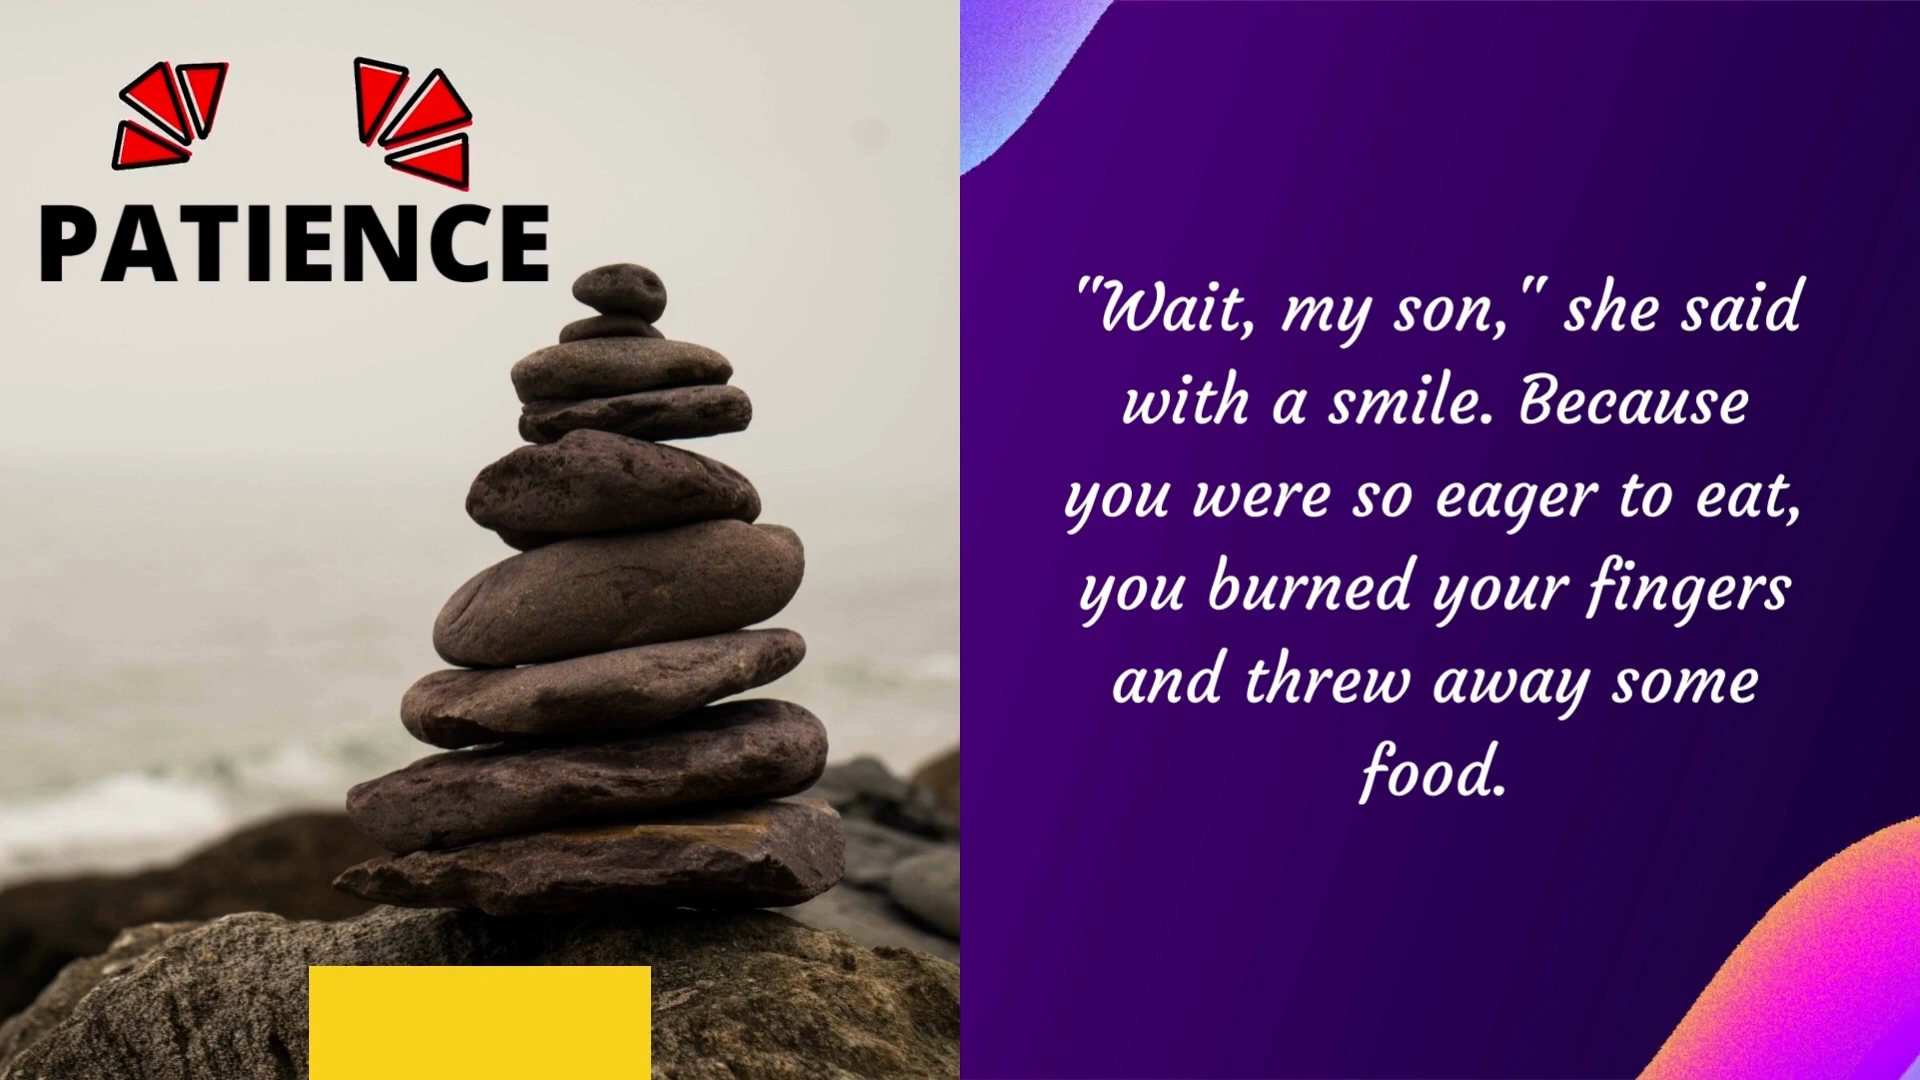 PATIENCE
"Wait, my son," she said
with a smile. Because
you were so eager to eat,
you burned your fingers
and threw away some
food.